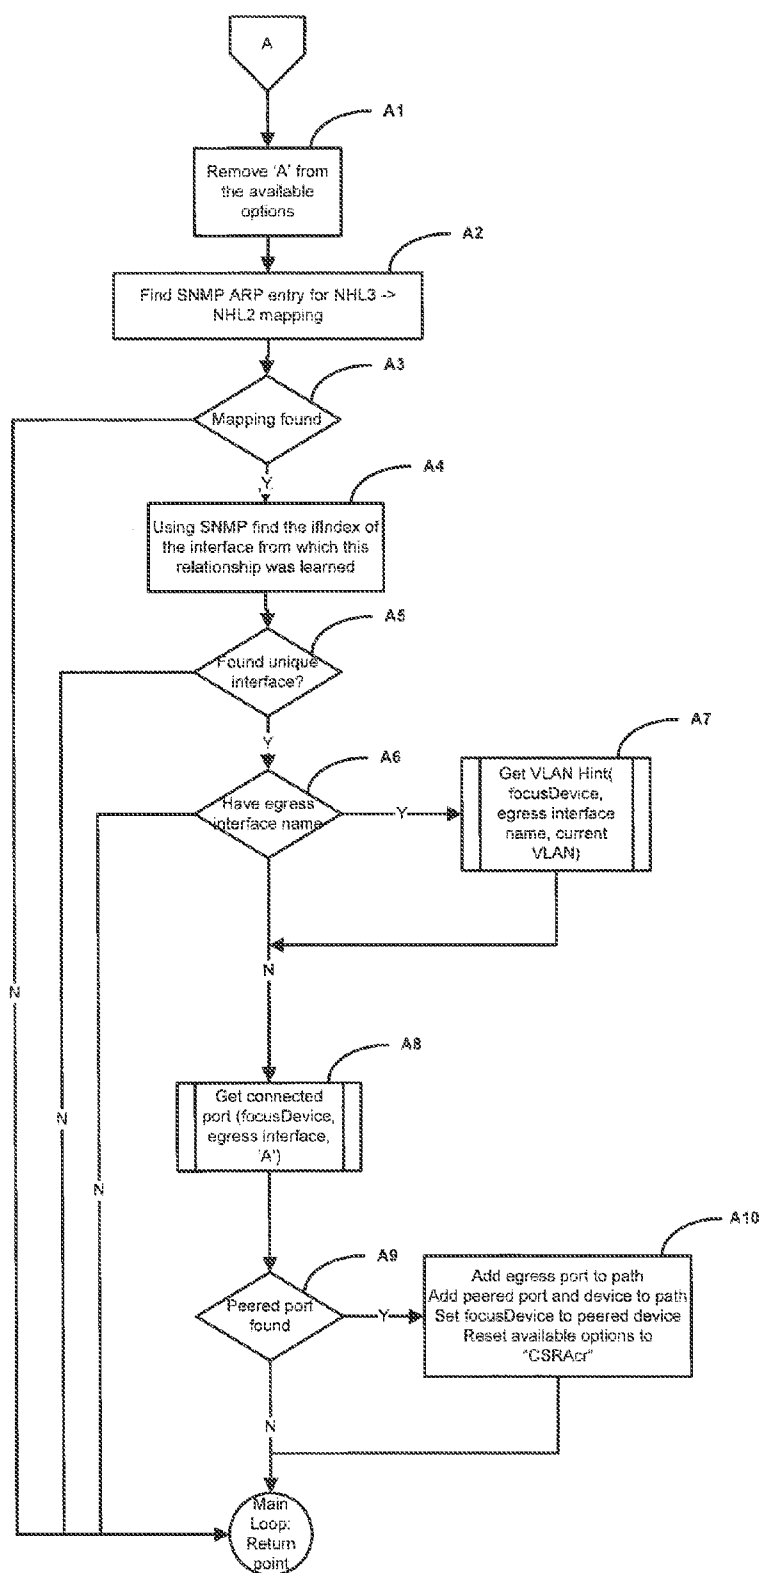 A
A1
Remove 'A' from
the available
options
A2
Find SNMP ARP entry for NHL3 ->
NHL2 mapping
A3
Mapping found
Y
A4
Using SNMP find the ifIndex of
the interface from which this
relationship was learned
A5
Found unique
interface?
Y
A6
Have egress
interface name
Y
A7
Get VLAN Hint(
focusDevice,
egress interface
name, current
VLAN)
N
N
N
N
A8
Get connected
port (focusDevice,
egress interface,
'A')
A9
Peered port
found
Y
A10
Add egress port to path
Add peered port and device to path
Set focusDevice to peered device
Reset available options to
"CSRAcr"
N
Main
Loop:
Return
point